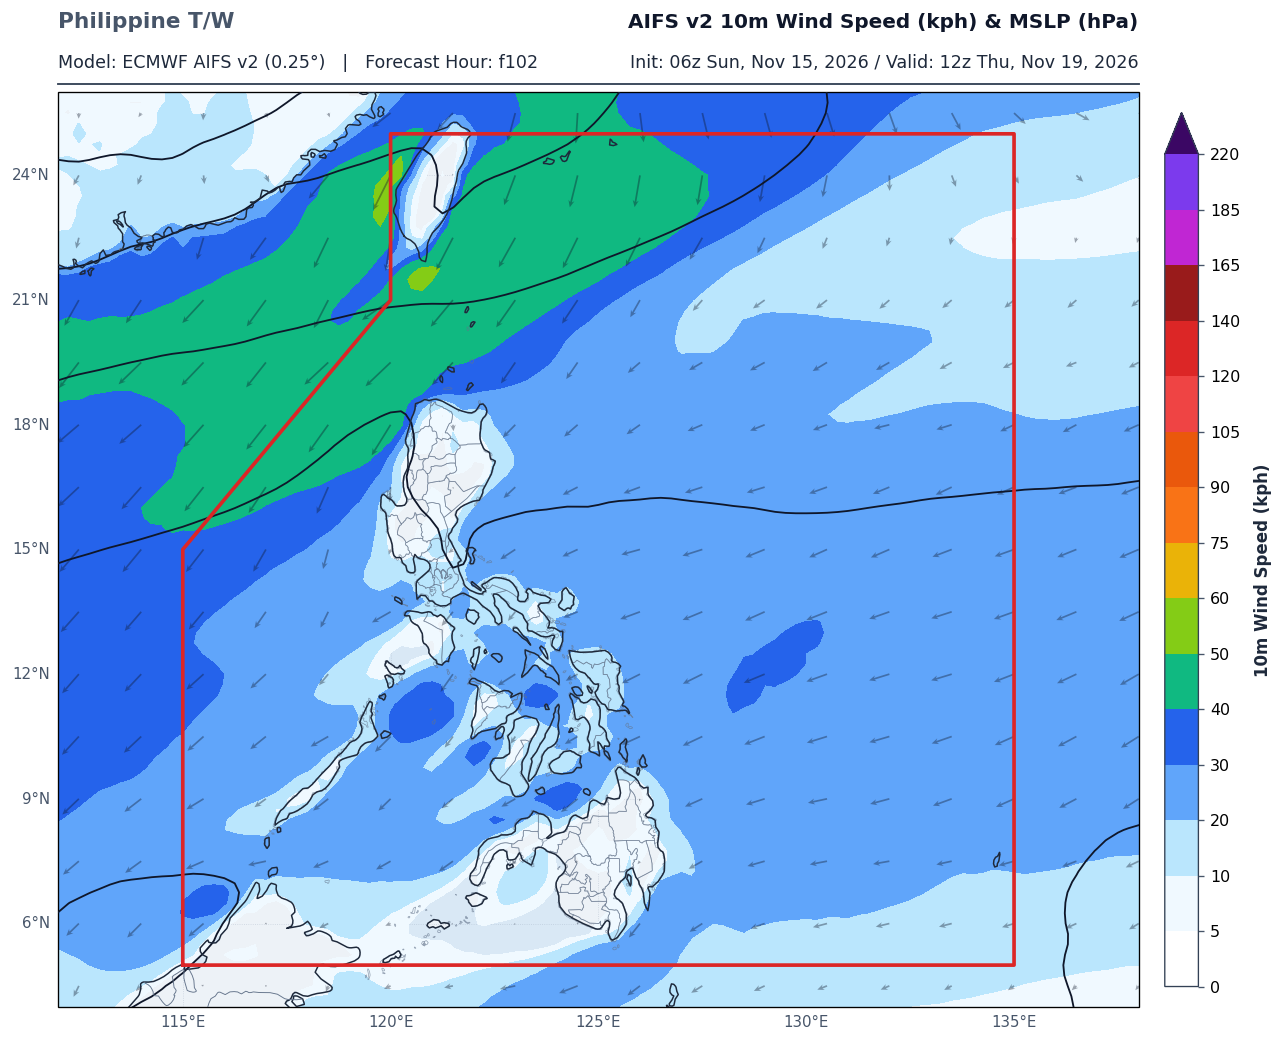 Philippine T/W
AIFS v2 10m Wind Speed (kph) & MSLP (hPa)
Model: ECMWF AIFS v2 (0.25°)   |   Forecast Hour: f102
Init: 06z Sun, Nov 15, 2026 / Valid: 12z Thu, Nov 19, 2026
24°N
21°N
18°N
15°N
12°N
9°N
6°N
115°E
120°E
125°E
130°E
135°E
220
185
165
140
120
105
90
75
60
50
40
30
20
10
5
0
10m Wind Speed (kph)